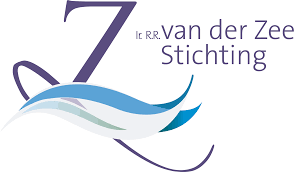 Z
Ir. R.R. van der Zee
Stichting